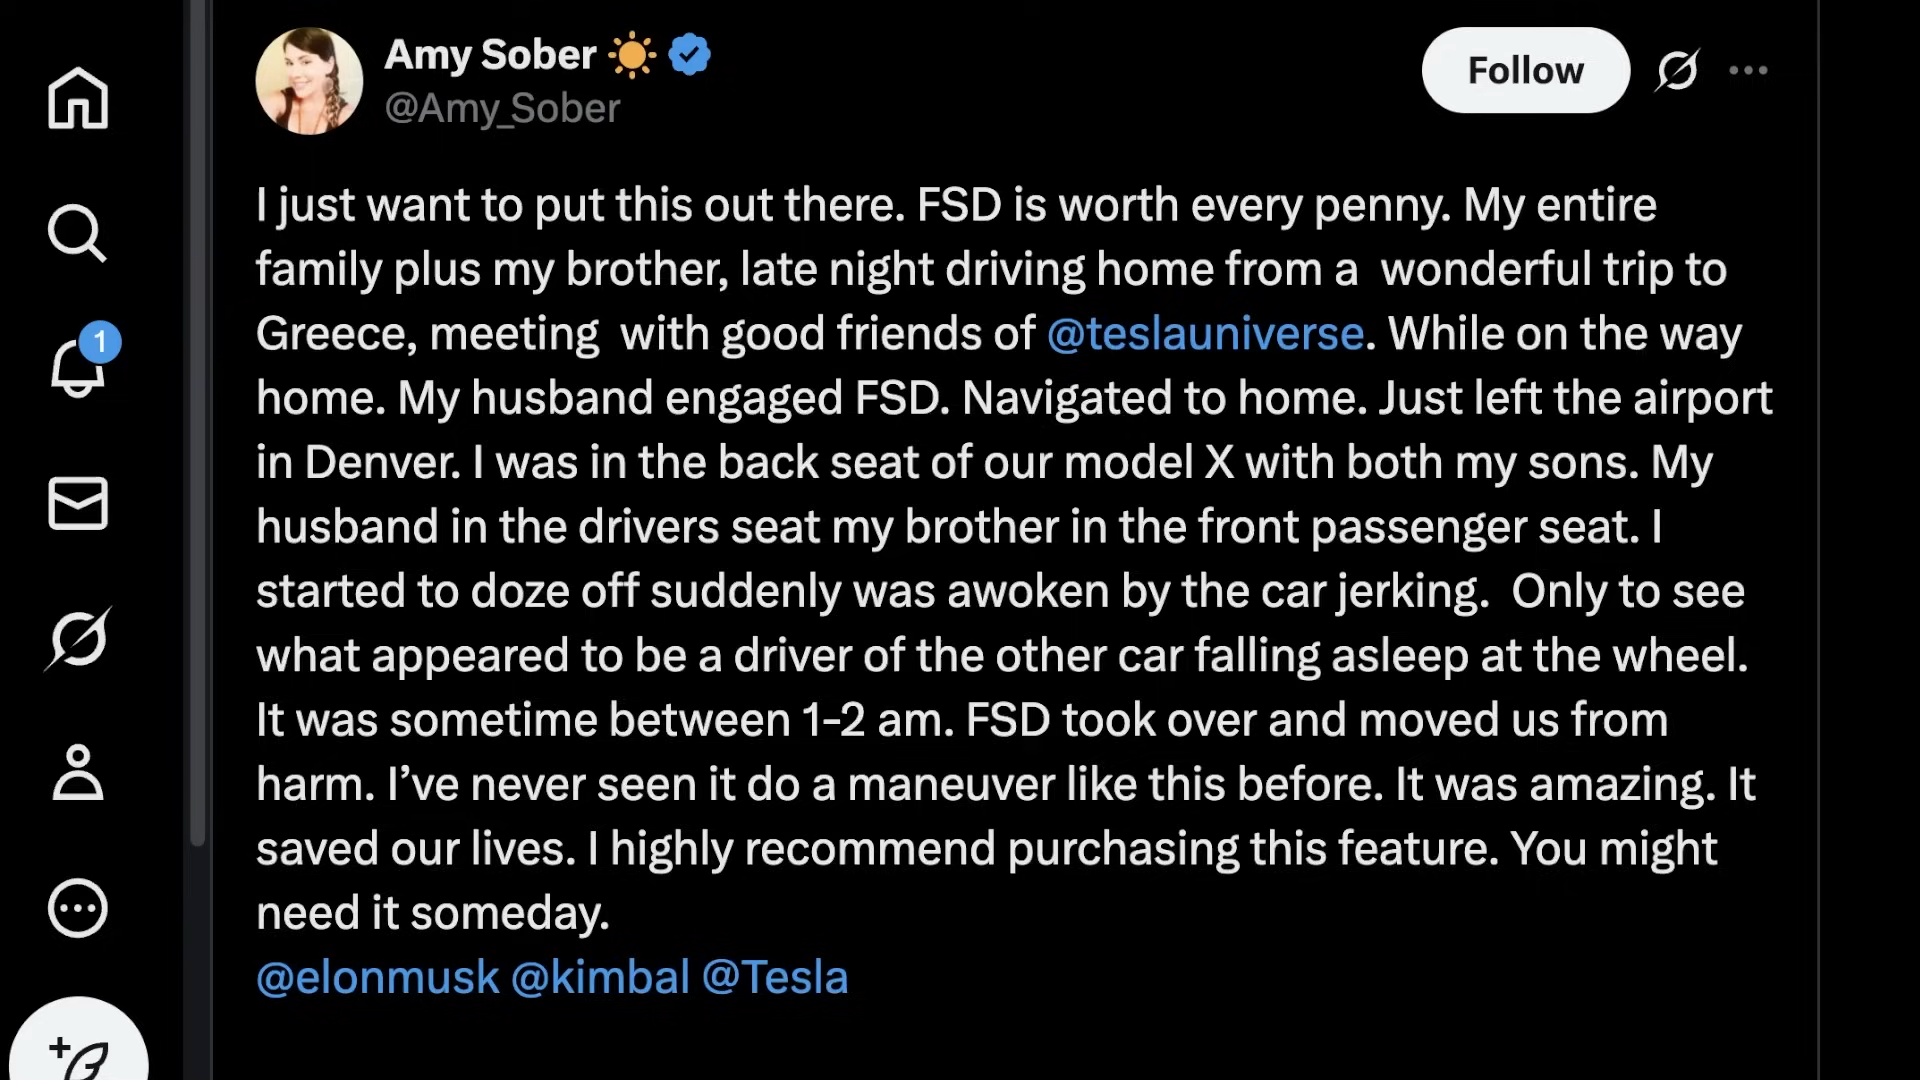 Amy Sober ☀️
@Amy_Sober
Follow
I just want to put this out there. FSD is worth every penny. My entire
family plus my brother, late night driving home from a  wonderful trip to
Greece, meeting  with good friends of @teslauniverse. While on the way
home. My husband engaged FSD. Navigated to home. Just left the airport
in Denver. I was in the back seat of our model X with both my sons. My
husband in the drivers seat my brother in the front passenger seat. I
started to doze off suddenly was awoken by the car jerking.  Only to see
what appeared to be a driver of the other car falling asleep at the wheel.
It was sometime between 1-2 am. FSD took over and moved us from
harm. I’ve never seen it do a maneuver like this before. It was amazing. It
saved our lives. I highly recommend purchasing this feature. You might
need it someday.
@elonmusk @kimbal @Tesla
1